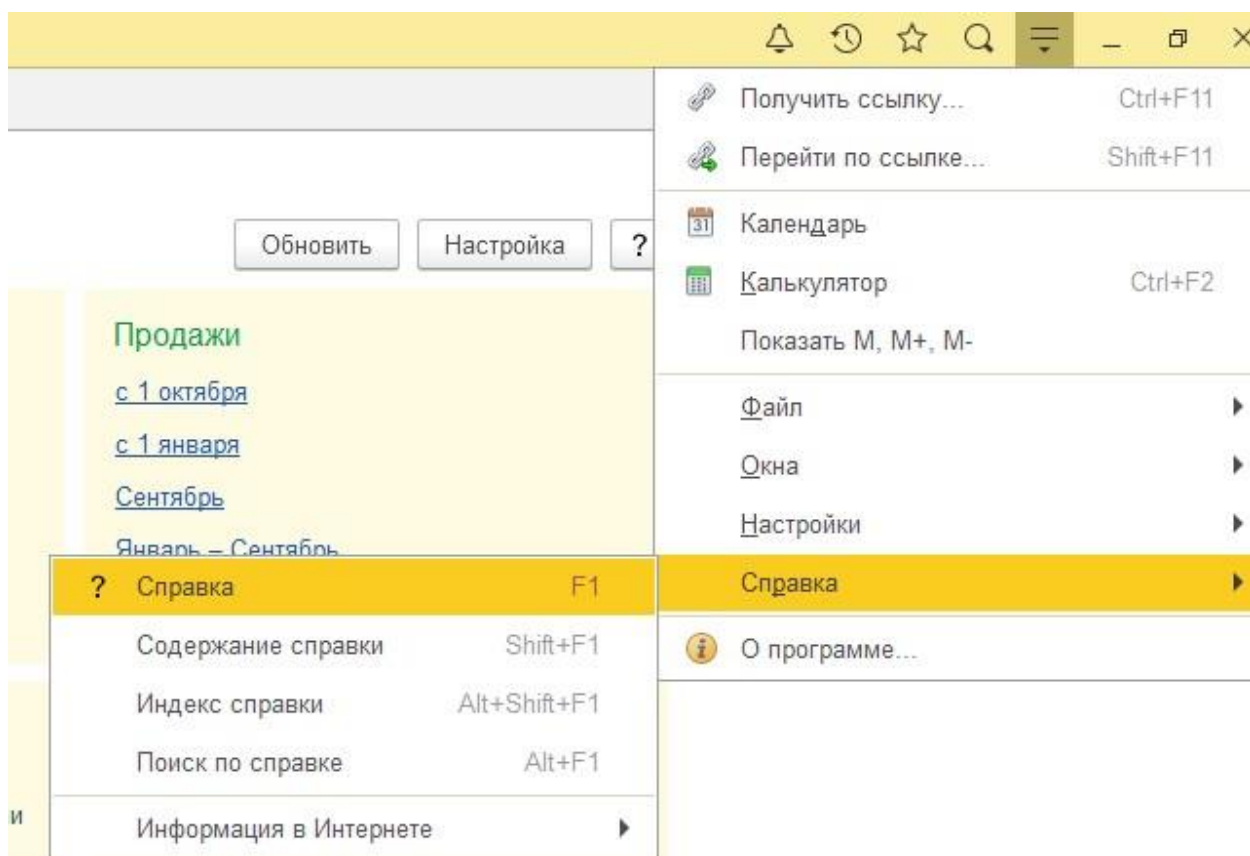 Получить ссылку... Ctrl+F11
Перейти по ссылке... Shift+F11
31 Календарь
Калькулятор Ctrl+F2
Показать M, M+, M-
Файл
Окна
Настройки
Справка
О программе...
Обновить Настройка ?
Продажи
с 1 октября
с 1 января
Сентябрь
Январь – Сентябрь
? Справка F1
Содержание справки Shift+F1
Индекс справки Alt+Shift+F1
Поиск по справке Alt+F1
Информация в Интернете
и